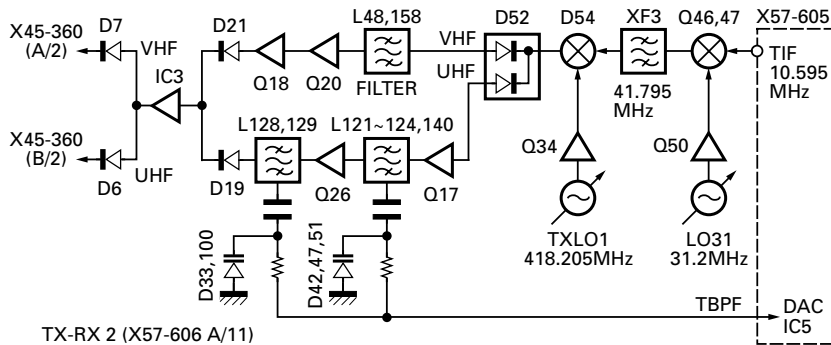 D7
D21
L48,158
D52
D54
XF3
Q46,47
X57-605
X45-360
(A/2)
VHF
IC3
Q18
Q20
FILTER
VHF
UHF
41.795
MHz
TIF
10.595
MHz
X45-360
(B/2)
UHF
D6
D19
L128,129
L121~124,140
Q26
Q17
Q34
Q50
D33,100
D42,47,51
TXLO1
418.205MHz
LO31
31.2MHz
TBPF
DAC
IC5
TX-RX 2 (X57-606 A/11)